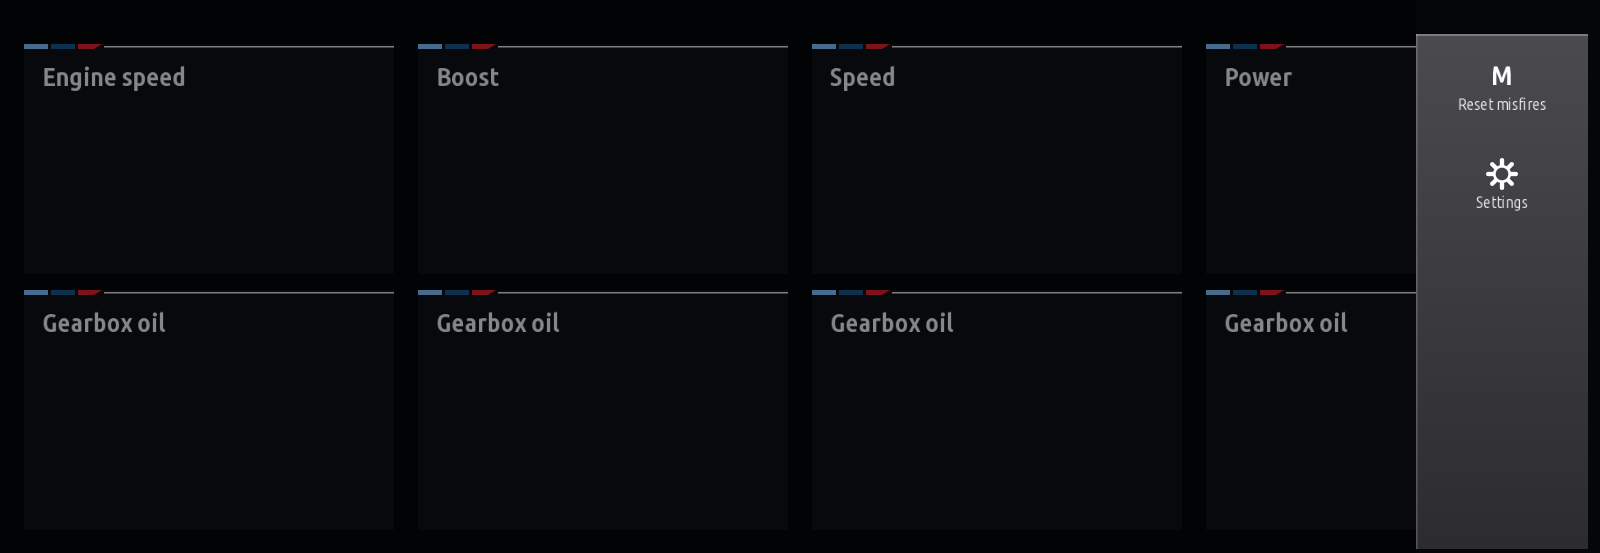 Engine speed
Boost
Speed
Power
M
Reset misfires
Settings
Gearbox oil
Gearbox oil
Gearbox oil
Gearbox oil